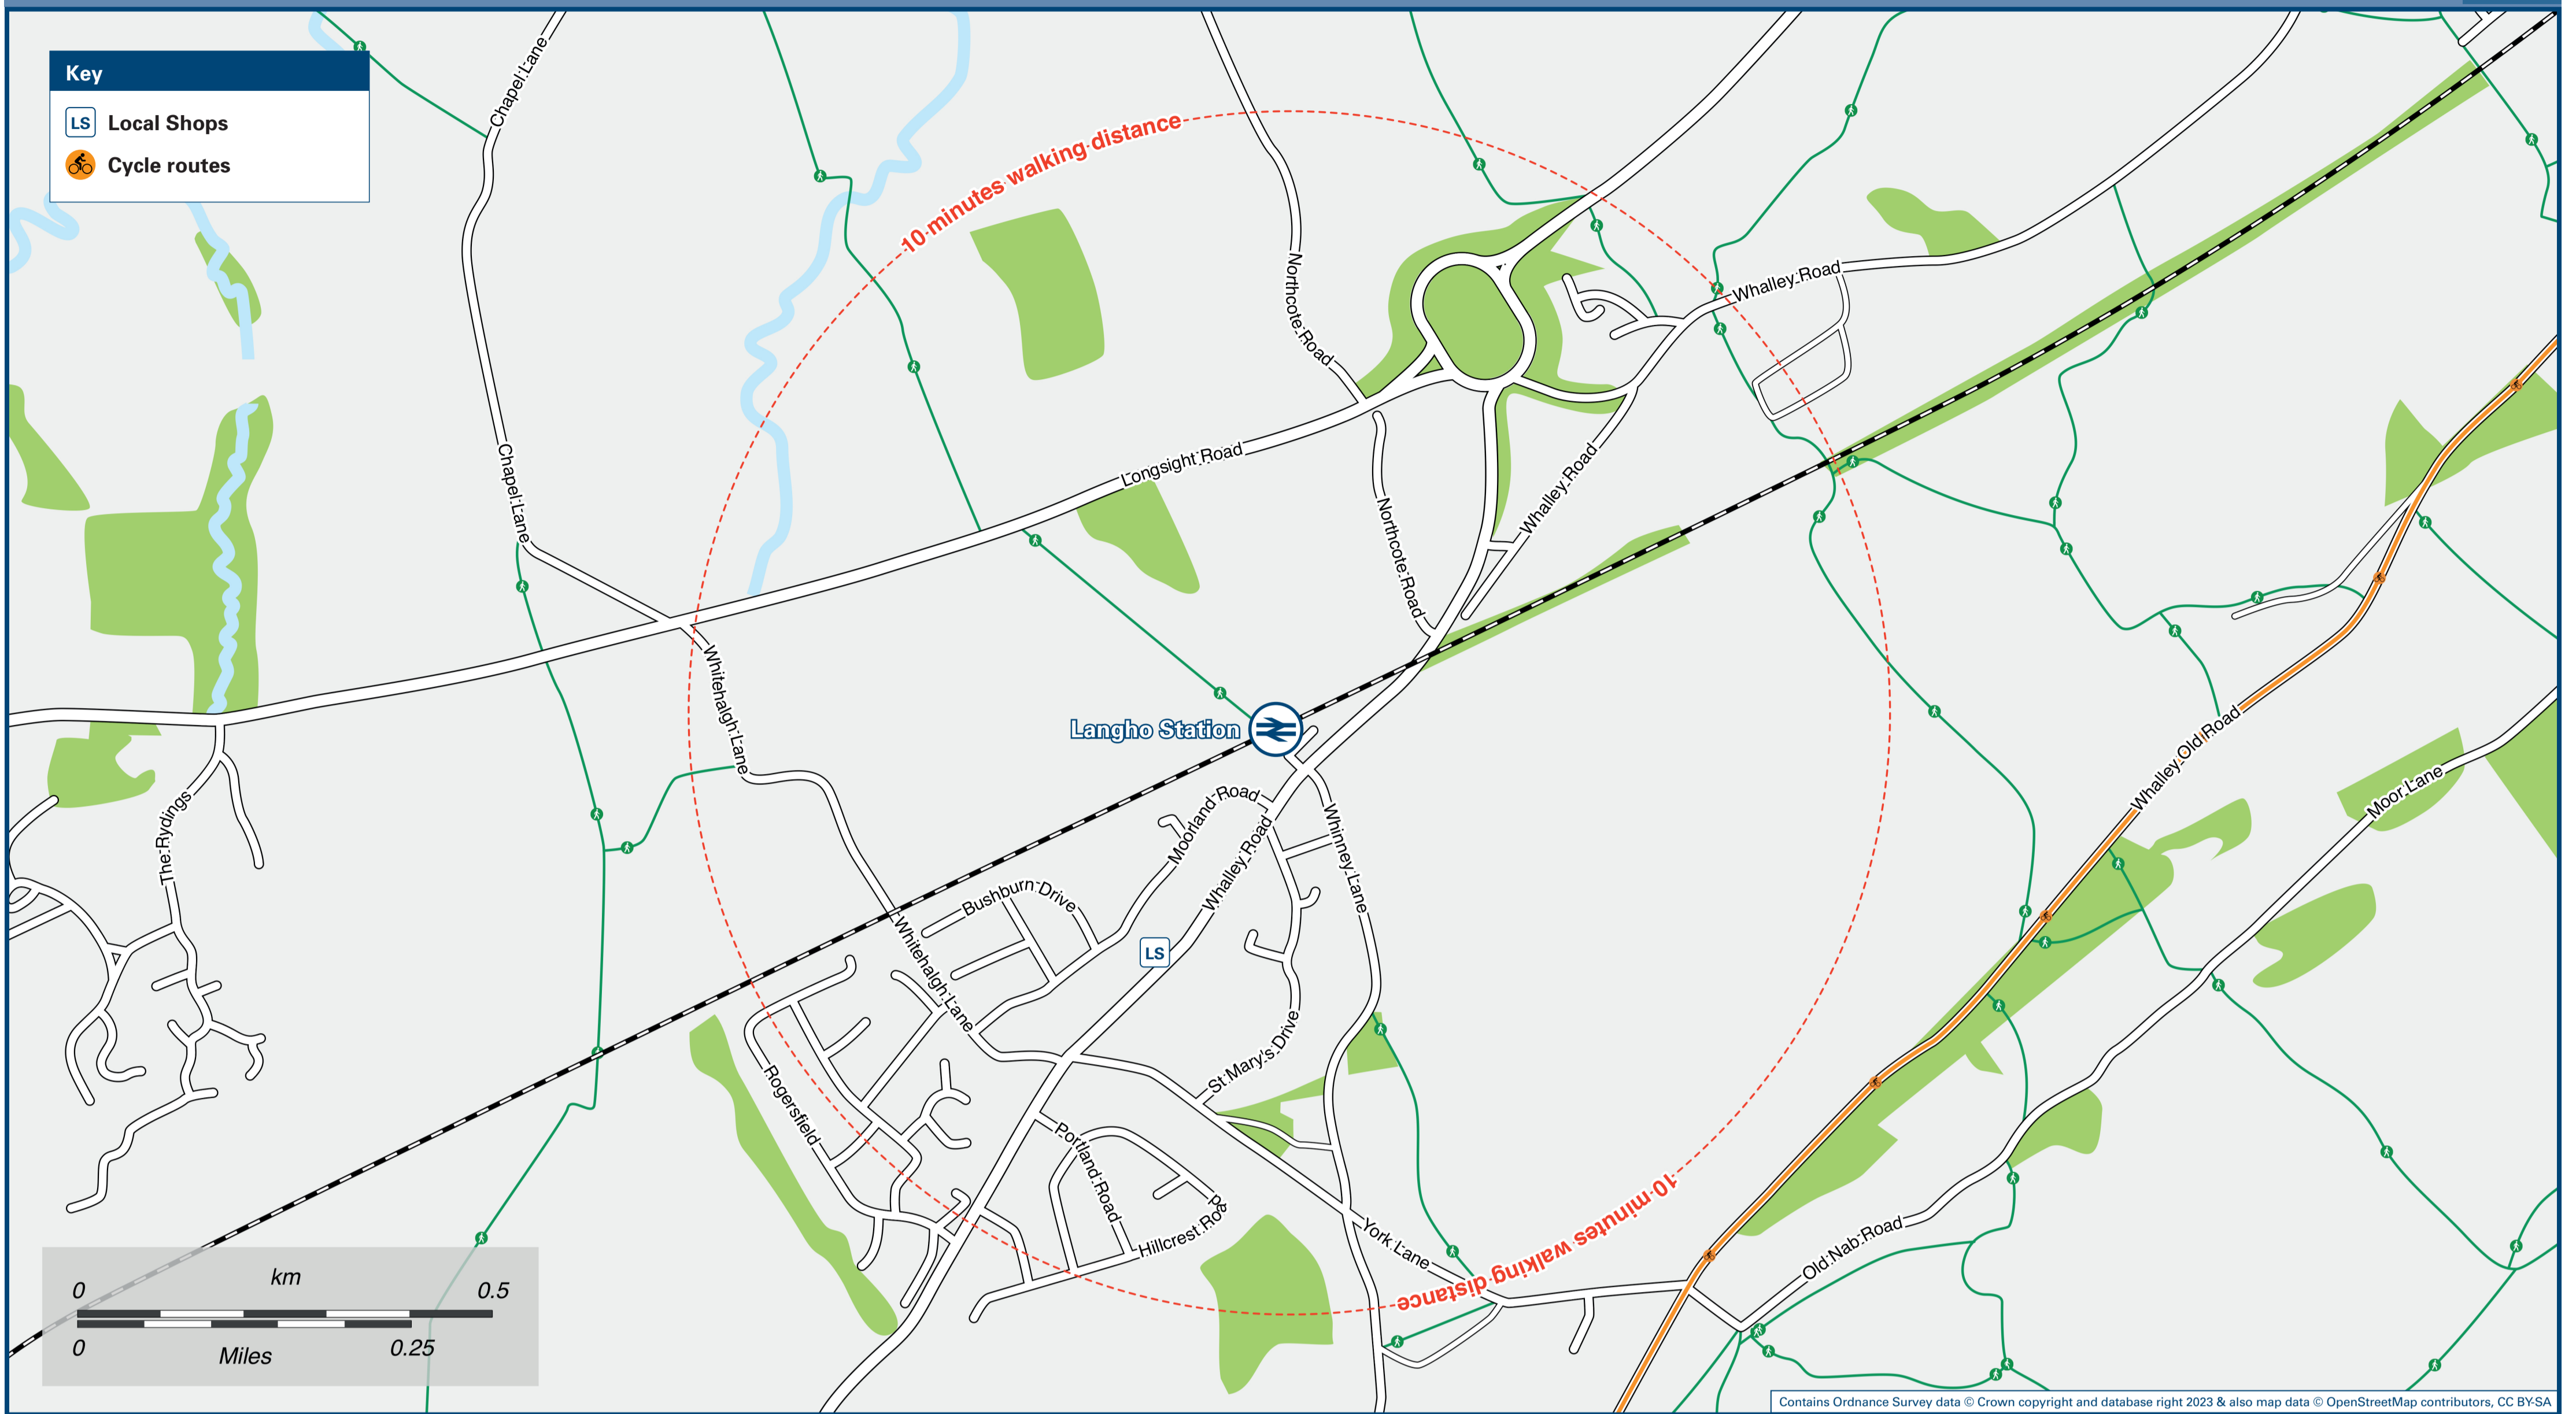 Key
LS Local Shops
Cycle routes
Chapel Lane
10 minutes walking distance
Northcote Road
Whalley Road
Chapel Lane
Longsight Road
Northcote Road
Whalley Road
Whitehalgh Lane
Langho Station
Whalley Old Road
Moor Lane
The Rydings
Moorland Road
Whalley Road
Whinney Lane
Bushburn Drive
LS
Whitehalgh Lane
St Mary's Drive
Rogersfield
Portland Road
Hillcrest Road
York Lane
Old Nab Road
10 minutes walking distance
km
0 0.5
0 0.25
Miles
Contains Ordnance Survey data © Crown copyright and database right 2023 & also map data © OpenStreetMap contributors, CC BY-SA